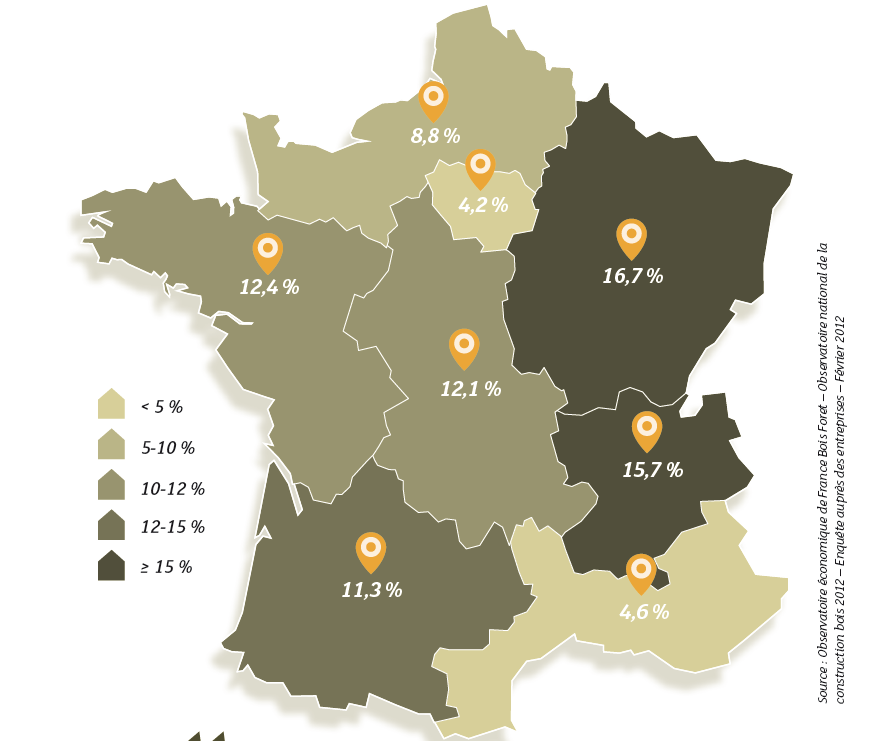 8,8 %
4,2 %
16,7 %
12,4 %
12,1 %
< 5 %
5-10 %
10-12 %
12-15 %
≥ 15 %
15,7 %
11,3 %
4,6 %
Source : Observatoire économique de France Bois Foret – Observatoire national de la
construction bois 2012 – Enquête auprès des entreprises – Février 2012